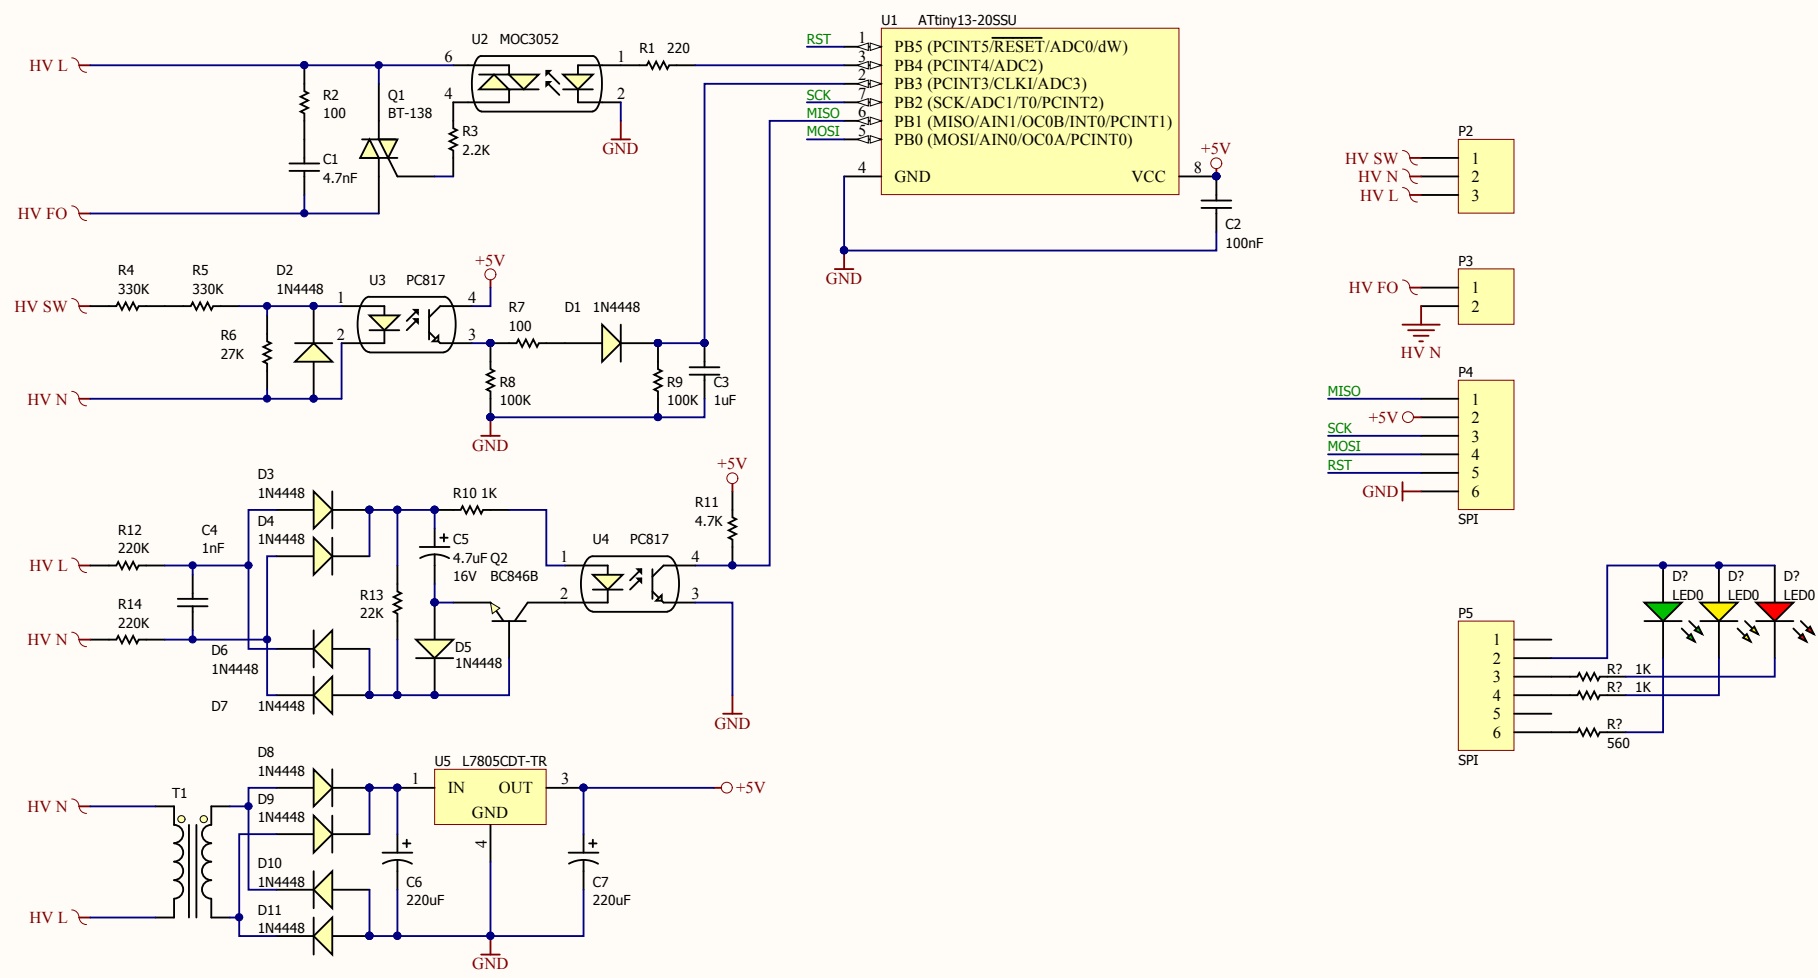 U1 ATtiny13-20SSU
RST 1 PB5 (PCINT5/RESET/ADC0/dW)
3 PB4 (PCINT4/ADC2)
2 PB3 (PCINT3/CLKI/ADC3)
SCK 7 PB2 (SCK/ADC1/T0/PCINT2)
MISO 6 PB1 (MISO/AIN1/OC0B/INT0/PCINT1)
MOSI 5 PB0 (MOSI/AIN0/OC0A/PCINT0)
4 GND VCC 8
+5V
C2
100nF
GND
HV L
R2
100
C1
4.7nF
Q1
BT-138
U2 MOC3052
6
4
1
2
R1 220
R3
2.2K
GND
HV FO
HV SW
R4
330K
R5
330K
D2
1N4448
R6
27K
U3 PC817
1
2
4
3
+5V
R7
100
D1 1N4448
R8
100K
R9
100K
C3
1uF
GND
HV N
D3
1N4448
D4
1N4448
R12
220K
C4
1nF
HV L
R14
220K
HV N
D6
1N4448
D7 1N4448
R13
22K
R10 1K
C5
4.7uF
16V
Q2
BC846B
D5
1N4448
U4 PC817
1
2
4
3
+5V
R11
4.7K
GND
HV N
T1
HV L
D8
1N4448
D9
1N4448
D10
1N4448
D11
1N4448
U5 L7805CDT-TR
1 IN OUT 3
GND
4
+5V
C6
220uF
C7
220uF
GND
P2
HV SW 1
HV N 2
HV L 3
P3
HV FO 1
2
HV N
P4
MISO 1
+5V 2
SCK 3
MOSI 4
RST 5
GND 6
SPI
D? D? D?
LED0 LED0 LED0
P5
1
2
3 R? 1K
4 R? 1K
5
6 R?
560
SPI